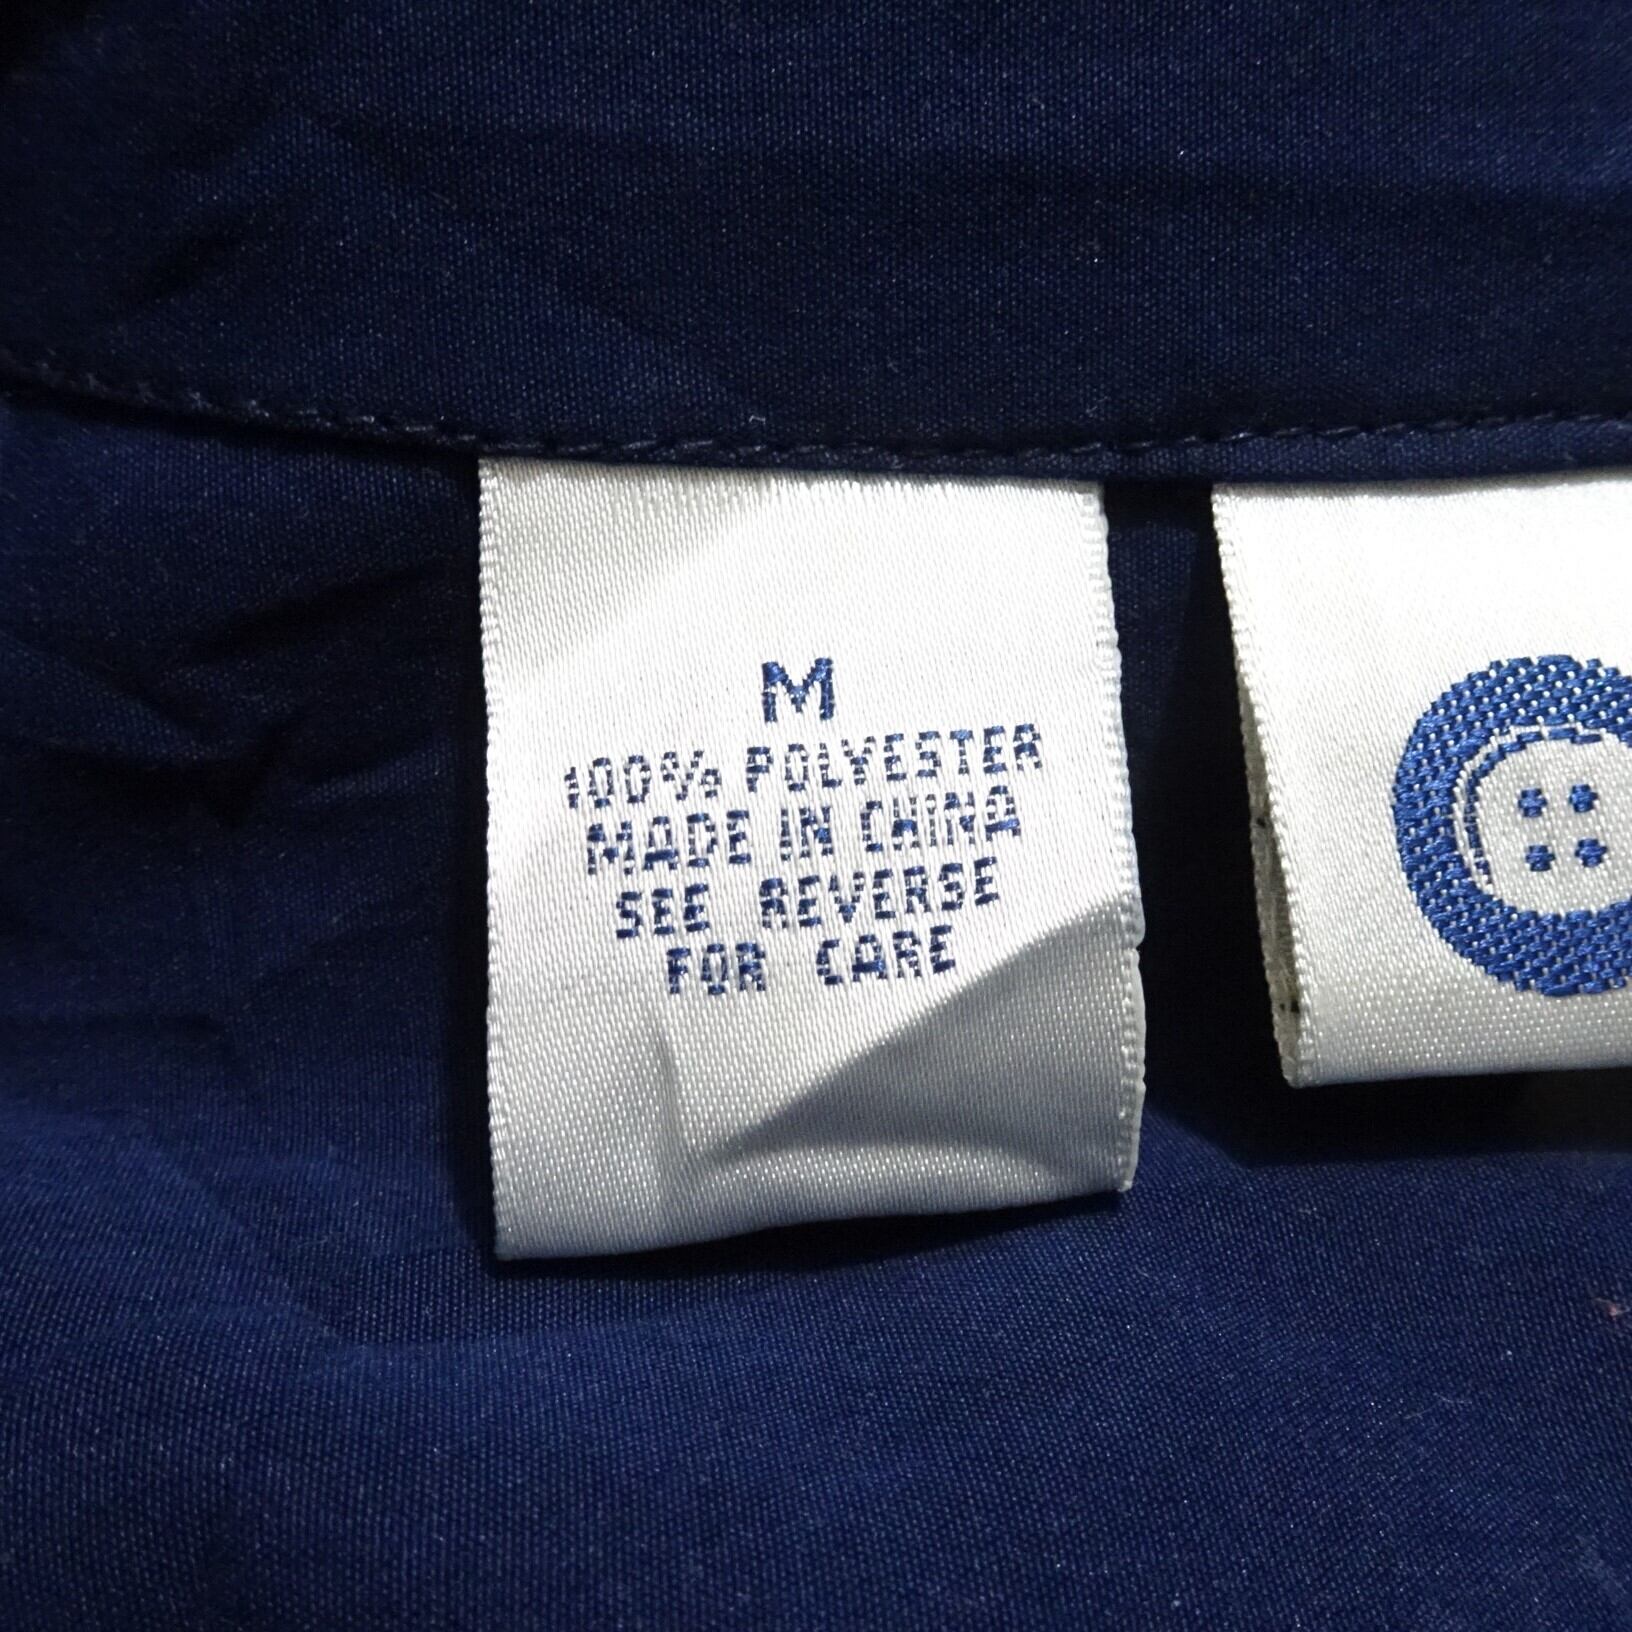 M
100% POLYESTER
MADE IN CHINA
SEE REVERSE
FOR CARE